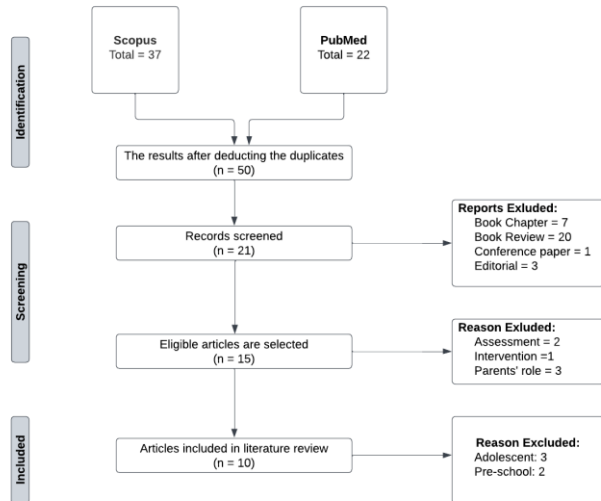 Scopus
Total = 37
PubMed
Total = 22
Identification
The results after deducting the duplicates
(n = 50)
Screening
Records screened
(n = 21)
Reports Exluded:
Book Chapter = 7
Book Review = 20
Conference paper = 1
Editorial = 3
Eligible articles are selected
(n = 15)
Reason Exluded:
Assessment = 2
Intervention =1
Parents' role = 3
Included
Articles included in literature review
(n = 10)
Reason Excluded:
Adolescent: 3
Pre-school: 2